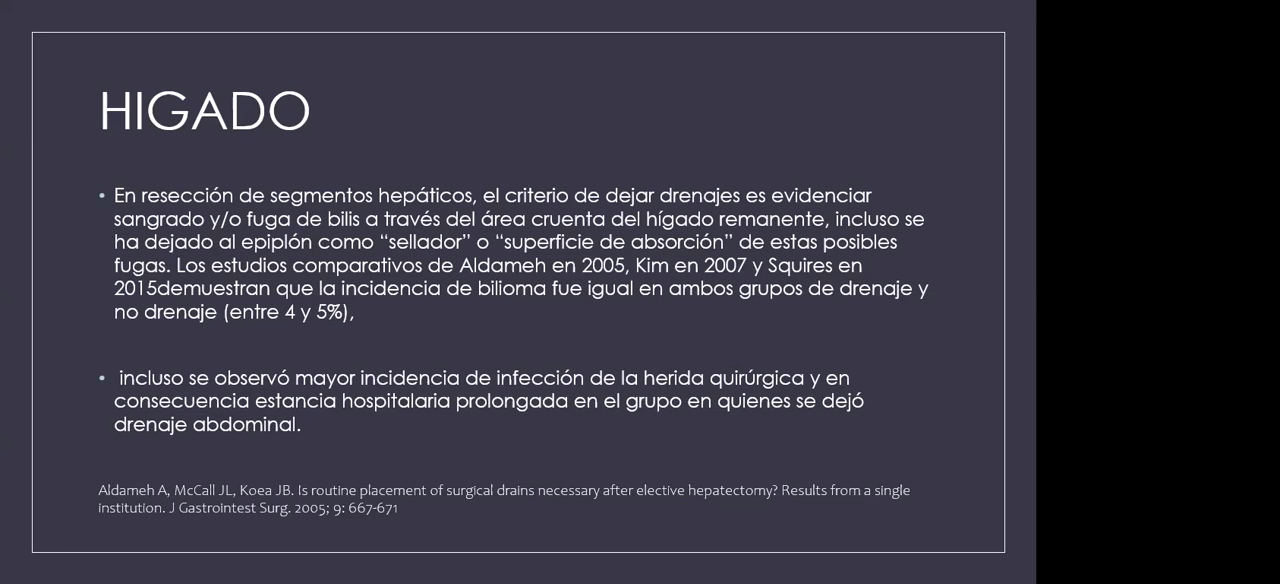 HIGADO
• En resección de segmentos hepáticos, el criterio de dejar drenajes es evidenciar
sangrado y/o fuga de bilis a través del área cruenta del hígado remanente, incluso se
ha dejado al epiplón como “sellador” o “superficie de absorción” de estas posibles
fugas. Los estudios comparativos de Aldameh en 2005, Kim en 2007 y Squires en
2015demuestran que la incidencia de bilioma fue igual en ambos grupos de drenaje y
no drenaje (entre 4 y 5%),
• incluso se observó mayor incidencia de infección de la herida quirúrgica y en
consecuencia estancia hospitalaria prolongada en el grupo en quienes se dejó
drenaje abdominal.
Aldameh A, McCall JL, Koea JB. Is routine placement of surgical drains necessary after elective hepatectomy? Results from a single
institution. J Gastrointest Surg. 2005; 9: 667-671